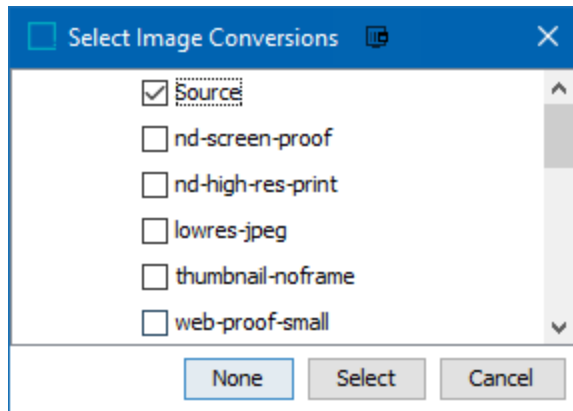 Select Image Conversions
Source
nd-screen-proof
nd-high-res-print
lowres-jpeg
thumbnail-noframe
web-proof-small
None Select Cancel